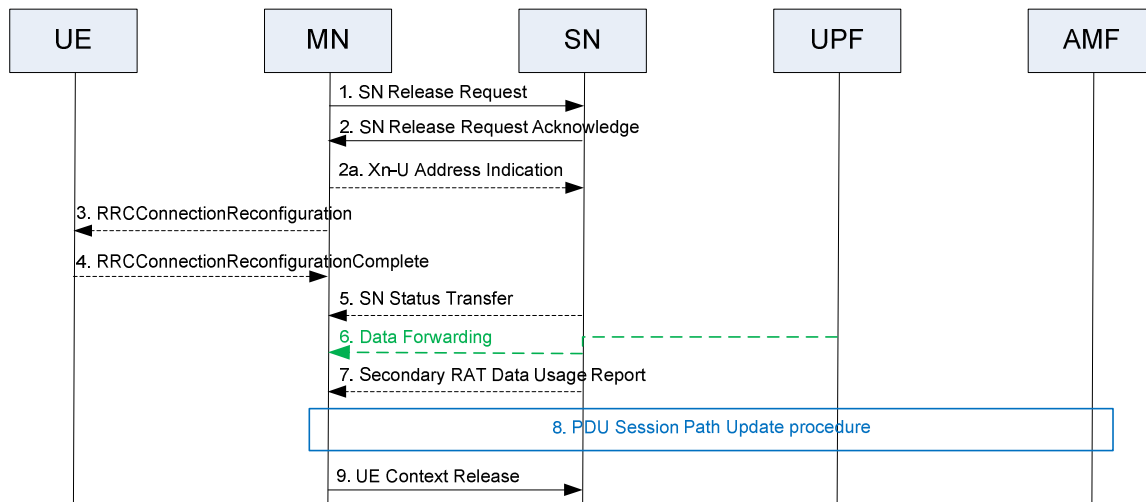 UE
MN
SN
UPF
AMF
1. SN Release Request
2. SN Release Request Acknowledge
2a. Xn-U Address Indication
3. RRCConnectionReconfiguration
4. RRCConnectionReconfigurationComplete
5. SN Status Transfer
6. Data Forwarding
7. Secondary RAT Data Usage Report
8. PDU Session Path Update procedure
9. UE Context Release